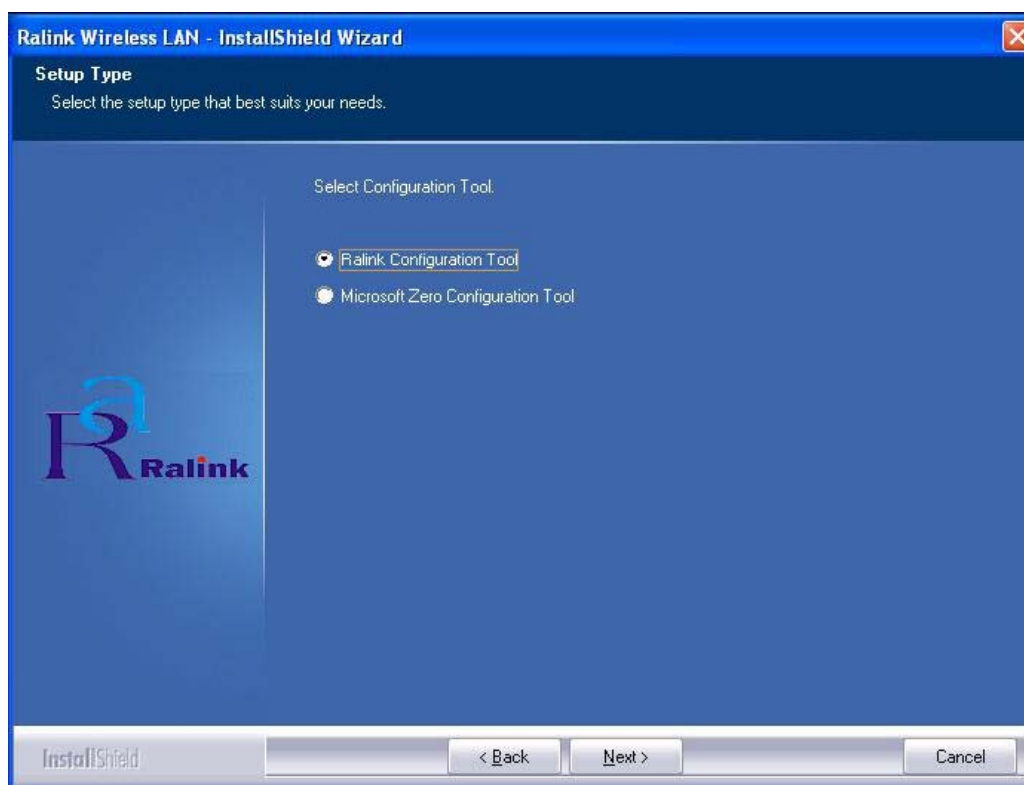 Ralink Wireless LAN - InstallShield Wizard
Setup Type
Select the setup type that best suits your needs.
Select Configuration Tool.
Ralink Configuration Tool
Microsoft Zero Configuration Tool
Ra
Ralink
InstallShield
< Back
Next >
Cancel